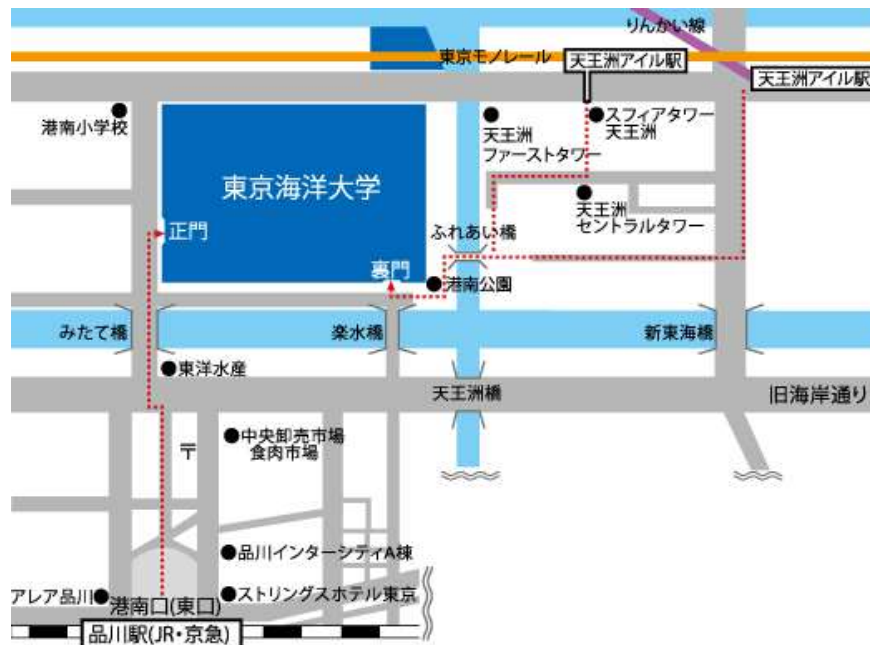 りんかい線
東京モノレール
天王洲アイル駅
天王洲アイル駅
港南小学校
スフィアタワー
天王洲
天王洲
ファーストタワー
東京海洋大学
天王洲
セントラルタワー
正門
ふれあい橋
裏門
港南公園
みたて橋
楽水橋
新東海橋
東洋水産
天王洲橋
旧海岸通り
〒
中央卸売市場
食肉市場
品川インターシティA棟
アレア品川
港南口(東口)
ストリングスホテル東京
品川駅(JR・京急)